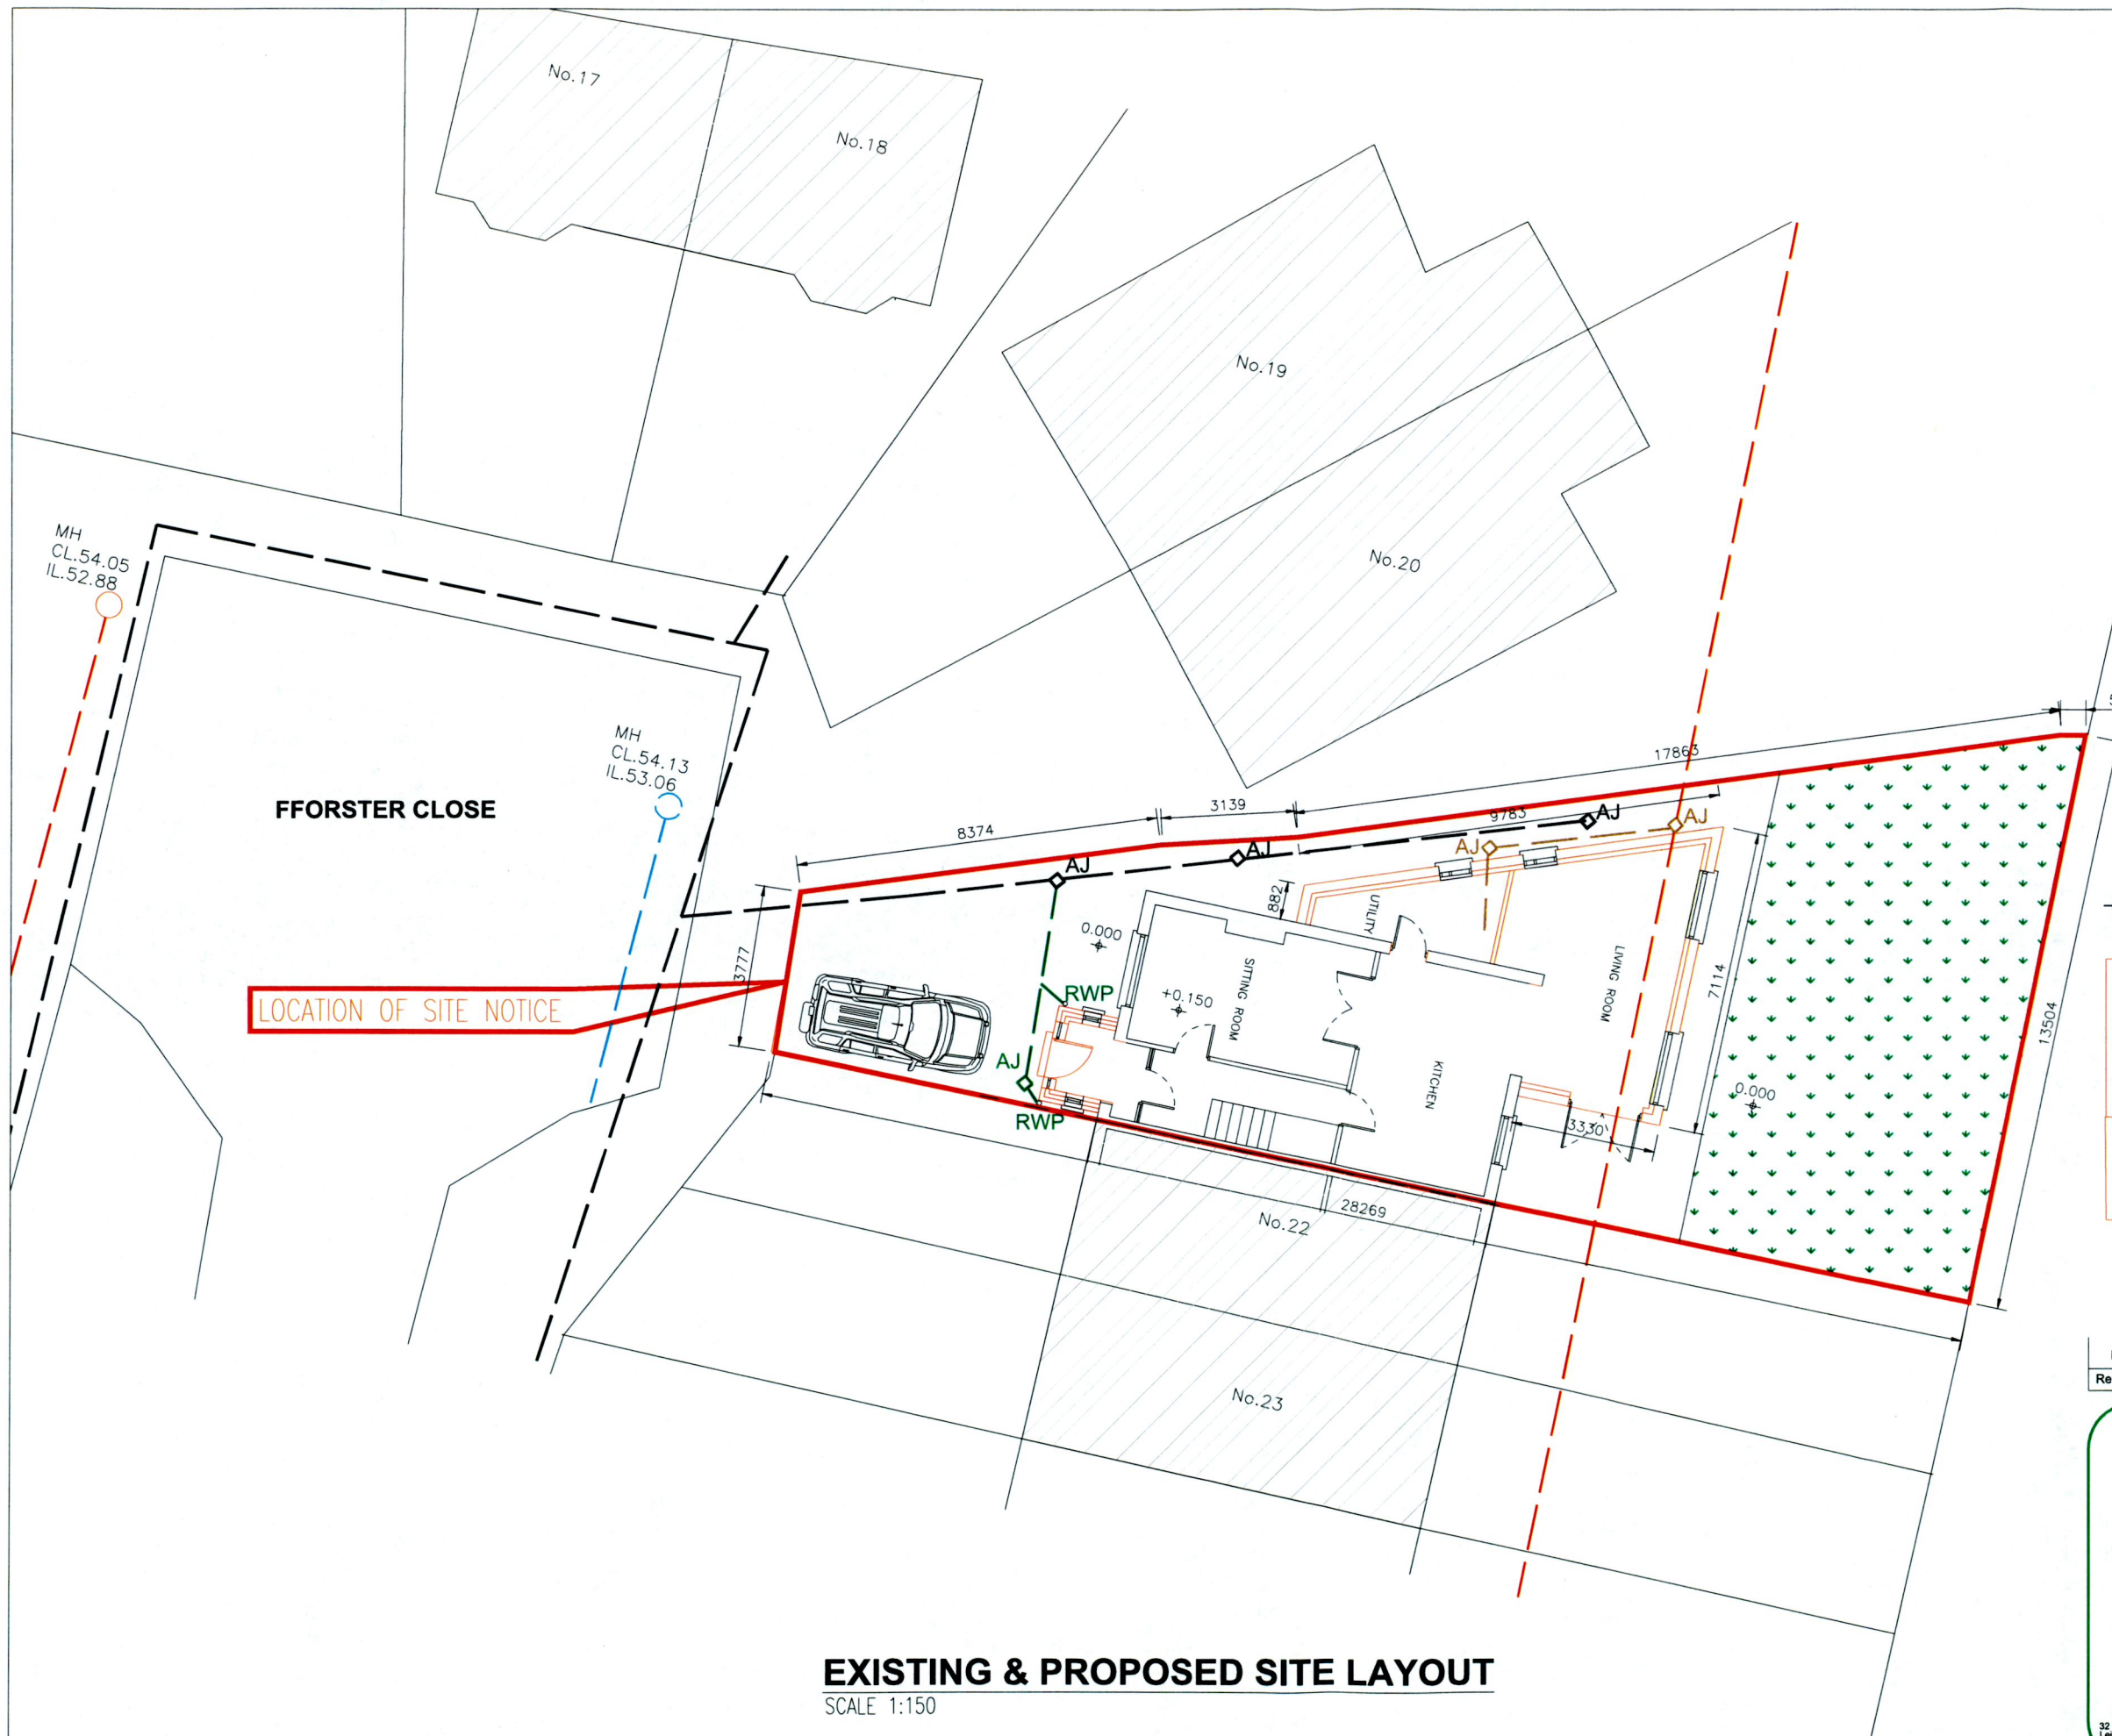 No.17
No.18
No.19
No.20
MH
CL.54.05
IL.52.88
MH
CL.54.13
IL.53.06
FFORSTER CLOSE
17863
3139
8374
9783
AJ
AJ
AJ
AJ
AJ
882
UTILITY
0.000
3777
SITTING ROOM
LIVING ROOM
7114
RWP
+0.150
LOCATION OF SITE NOTICE
13504
AJ
KITCHEN
0.000
RWP
3330
28269
No.22
No.23
Re
EXISTING & PROPOSED SITE LAYOUT
SCALE 1:150
32